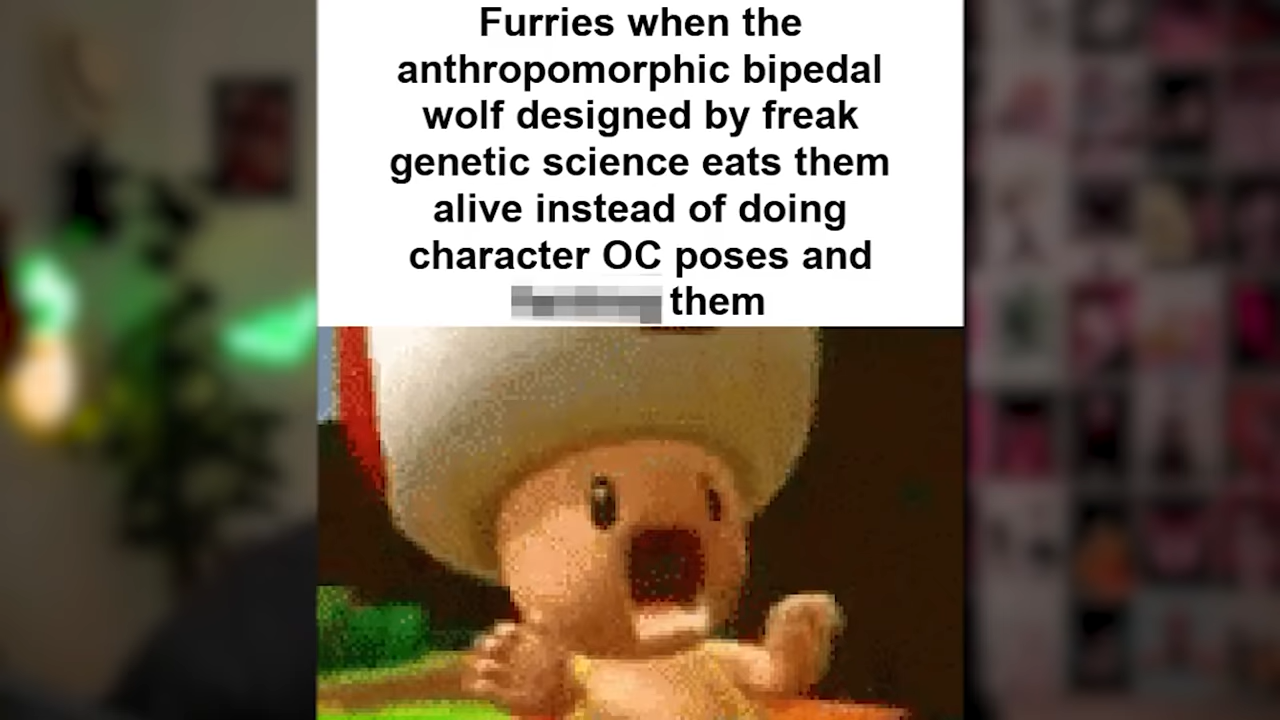 Furries when the
anthropomorphic bipedal
wolf designed by freak
genetic science eats them
alive instead of doing
character OC poses and
them